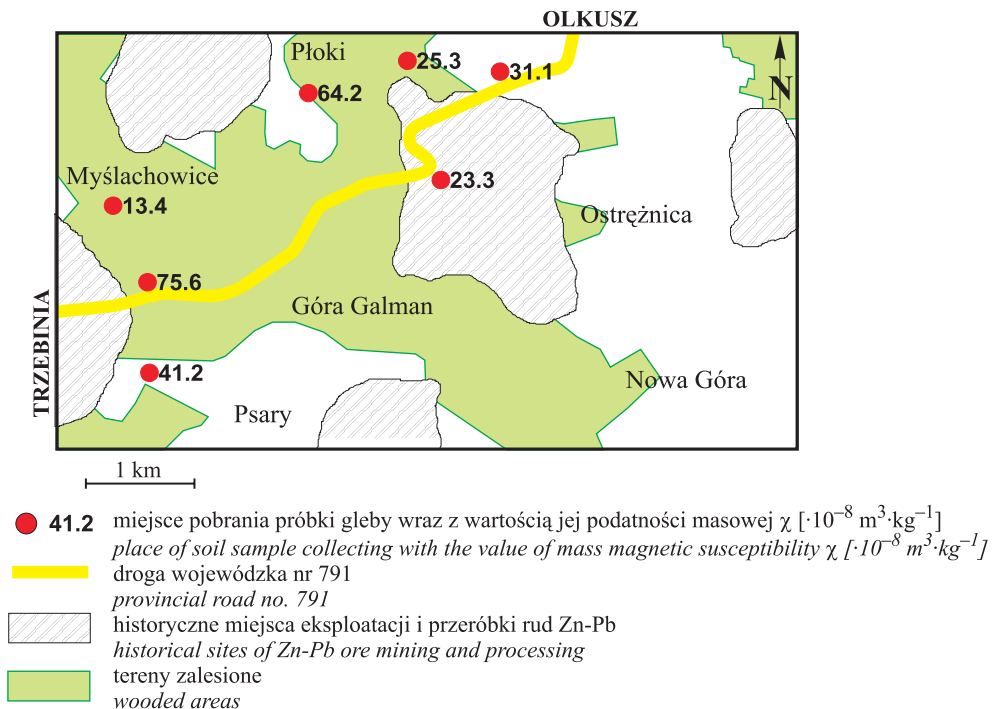 OLKUSZ
Płoki
25.3
31.1
64.2
N
Myślachowice
23.3
13.4
Ostrężnica
75.6
Góra Galman
TRZEBINIA
41.2
Nowa Góra
Psary
1 km
41.2 miejsce pobrania próbki gleby wraz z wartością jej podatności masowej χ [·10⁻⁸ m³·kg⁻¹]
place of soil sample collecting with the value of mass magnetic susceptibility χ [·10⁻⁸ m³·kg⁻¹]
droga wojewódzka nr 791
provincial road no. 791
historyczne miejsca eksploatacji i przeróbki rud Zn-Pb
historical sites of Zn-Pb ore mining and processing
tereny zalesione
wooded areas